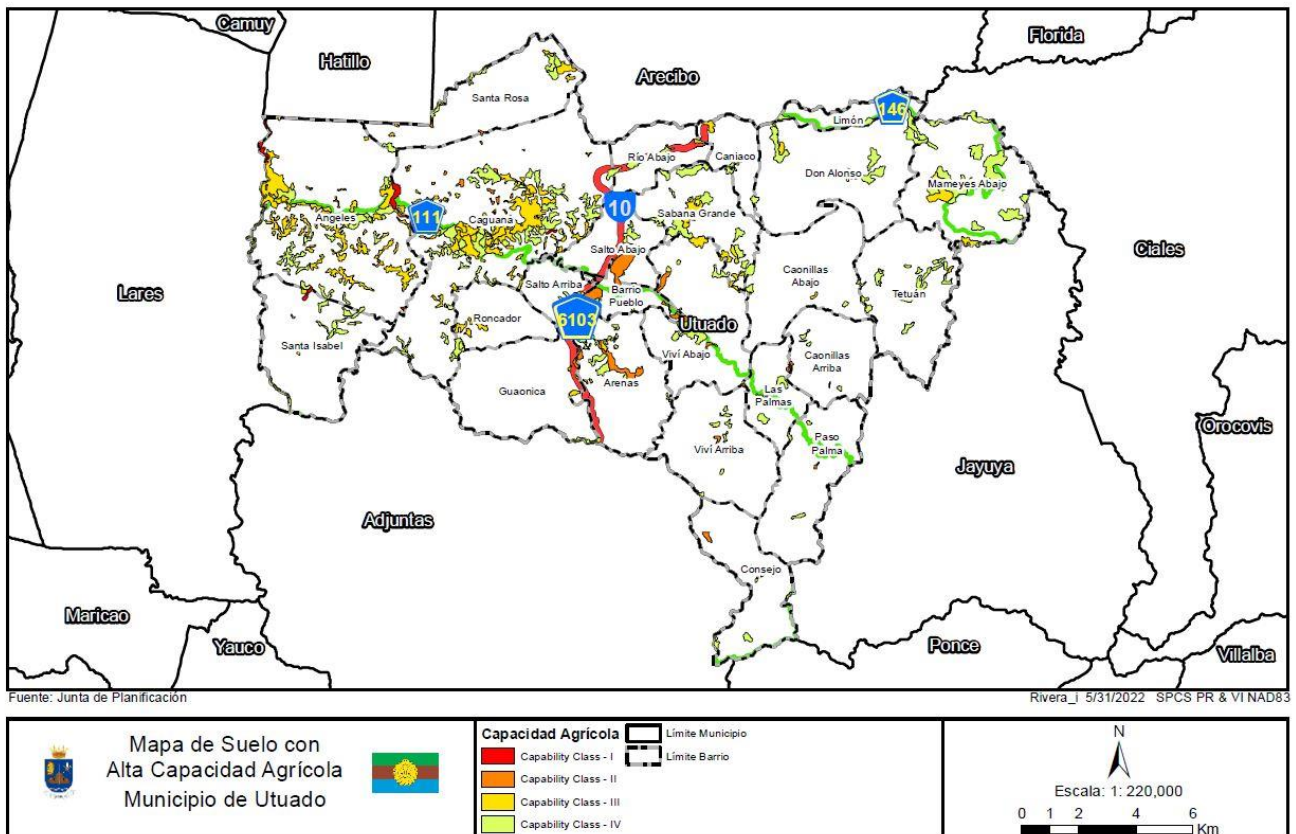 Camuy
Florida
Hatillo
Arecibo
Santa Rosa
146
Limón
Río Abajo
Caniaco
Don Alonso
Mameyes Abajo
10
Angeles
111
Caguana
Sabana Grande
Ciales
Salto Abajo
Caonillas
Abajo
Tetuán
Lares
Salto Arriba
Barrio
Pueblo
6103
Roncador
Utuado
Santa Isabel
Viví Abajo
Caonillas
Arriba
Guaonica
Arenas
Las
Palmas
Orocovis
Paso
Palma
Viví Arriba
Jayuya
Adjuntas
Consejo
Maricao
Yauco
Ponce
Villalba
Fuente: Junta de Planificación
Rivera_i 5/31/2022 SPCS PR & VI NAD83
Mapa de Suelo con
Alta Capacidad Agrícola
Municipio de Utuado
Capacidad Agrícola
Capability Class - I
Capability Class - II
Capability Class - III
Capability Class - IV
Límite Municipio
Límite Barrio
N
Escala: 1: 220,000
0 1 2 4 6
Km